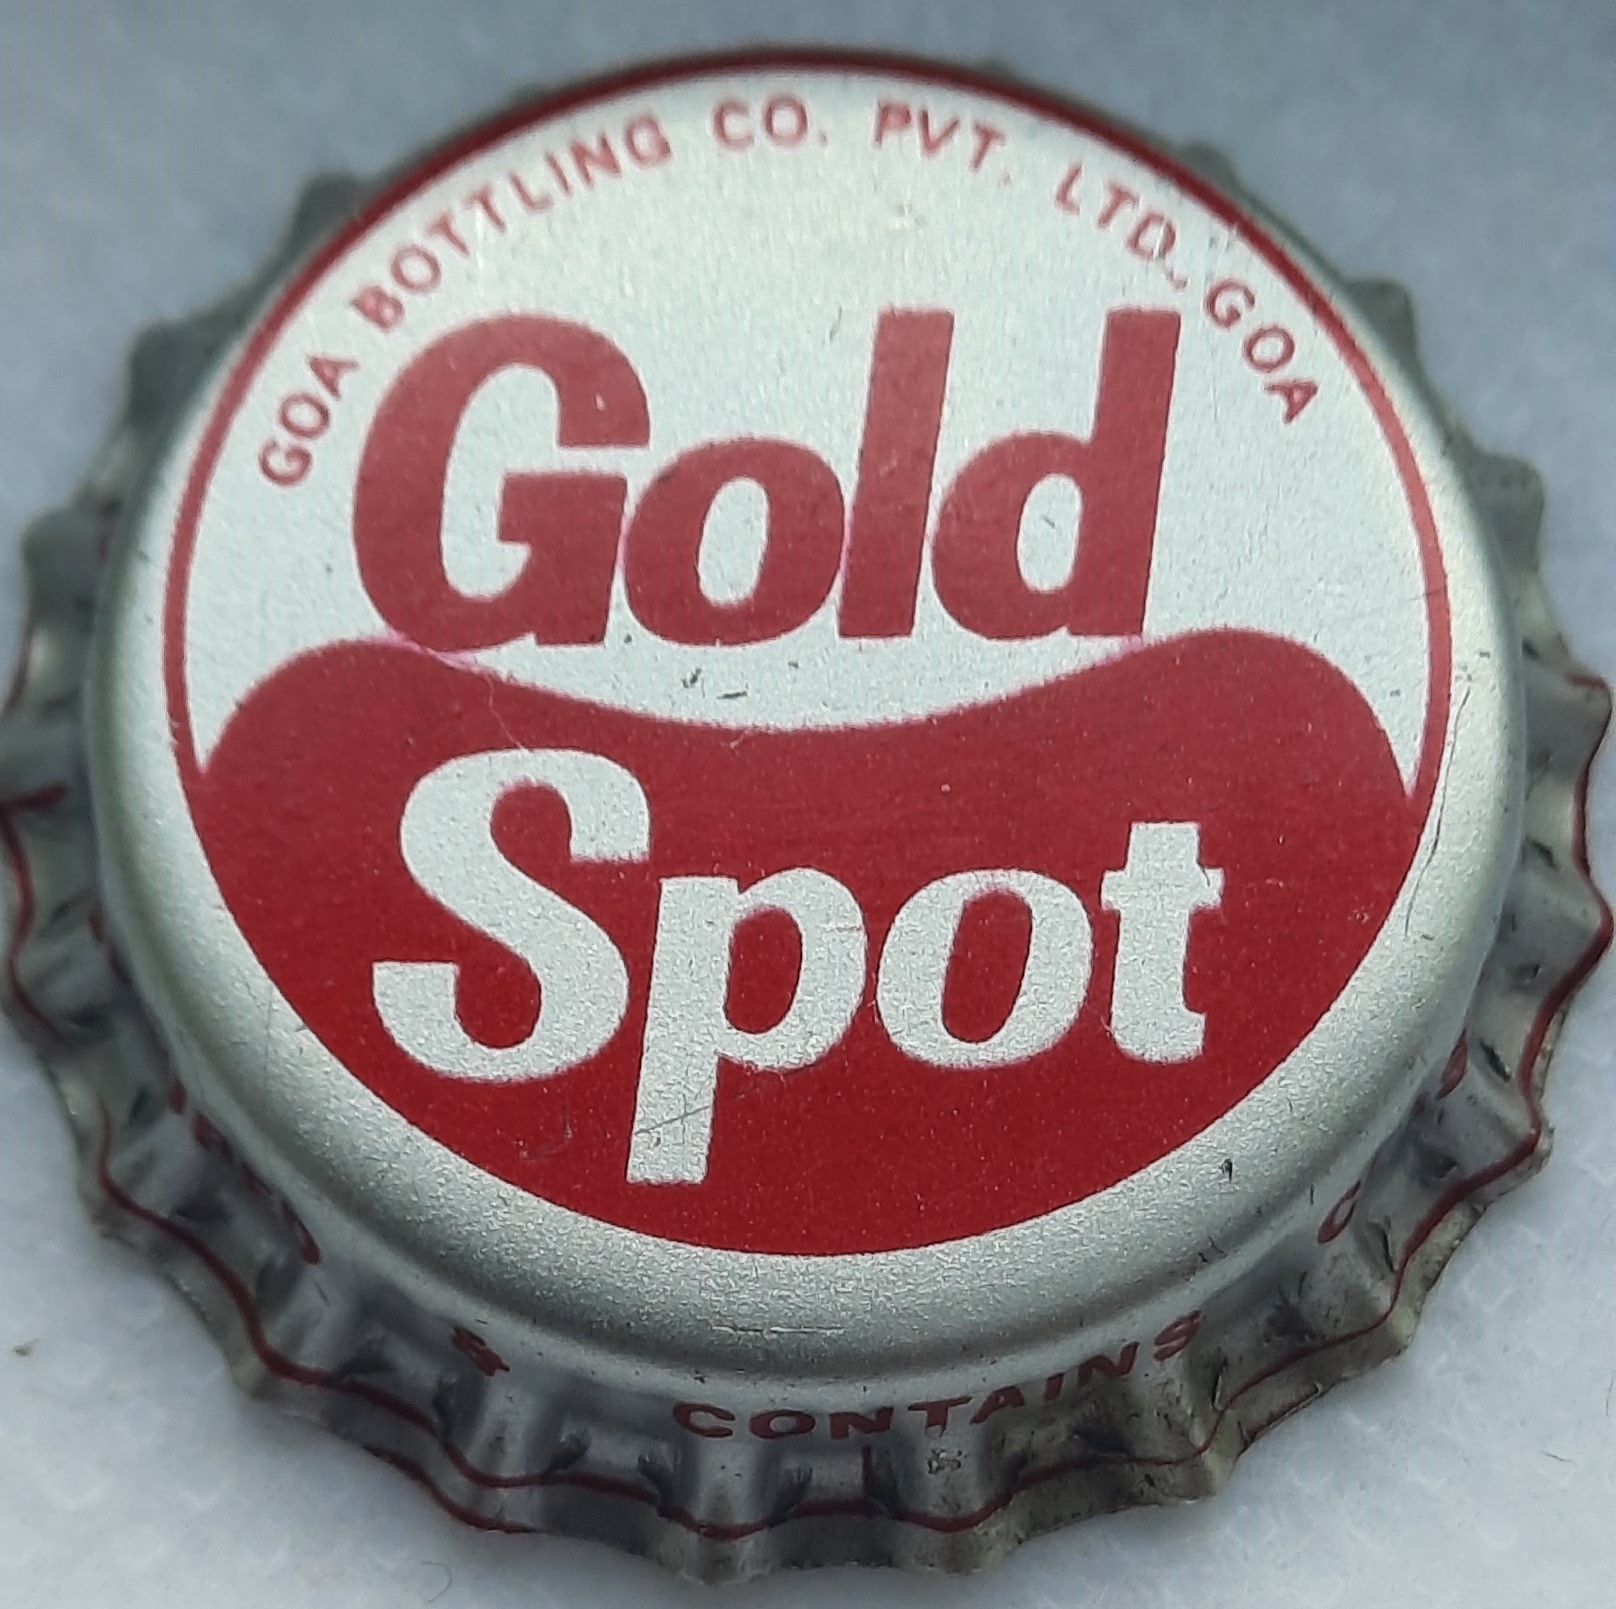 GOA BOTTLING CO. PVT. LTD., GOA
Gold
Spot
& CONTAINS